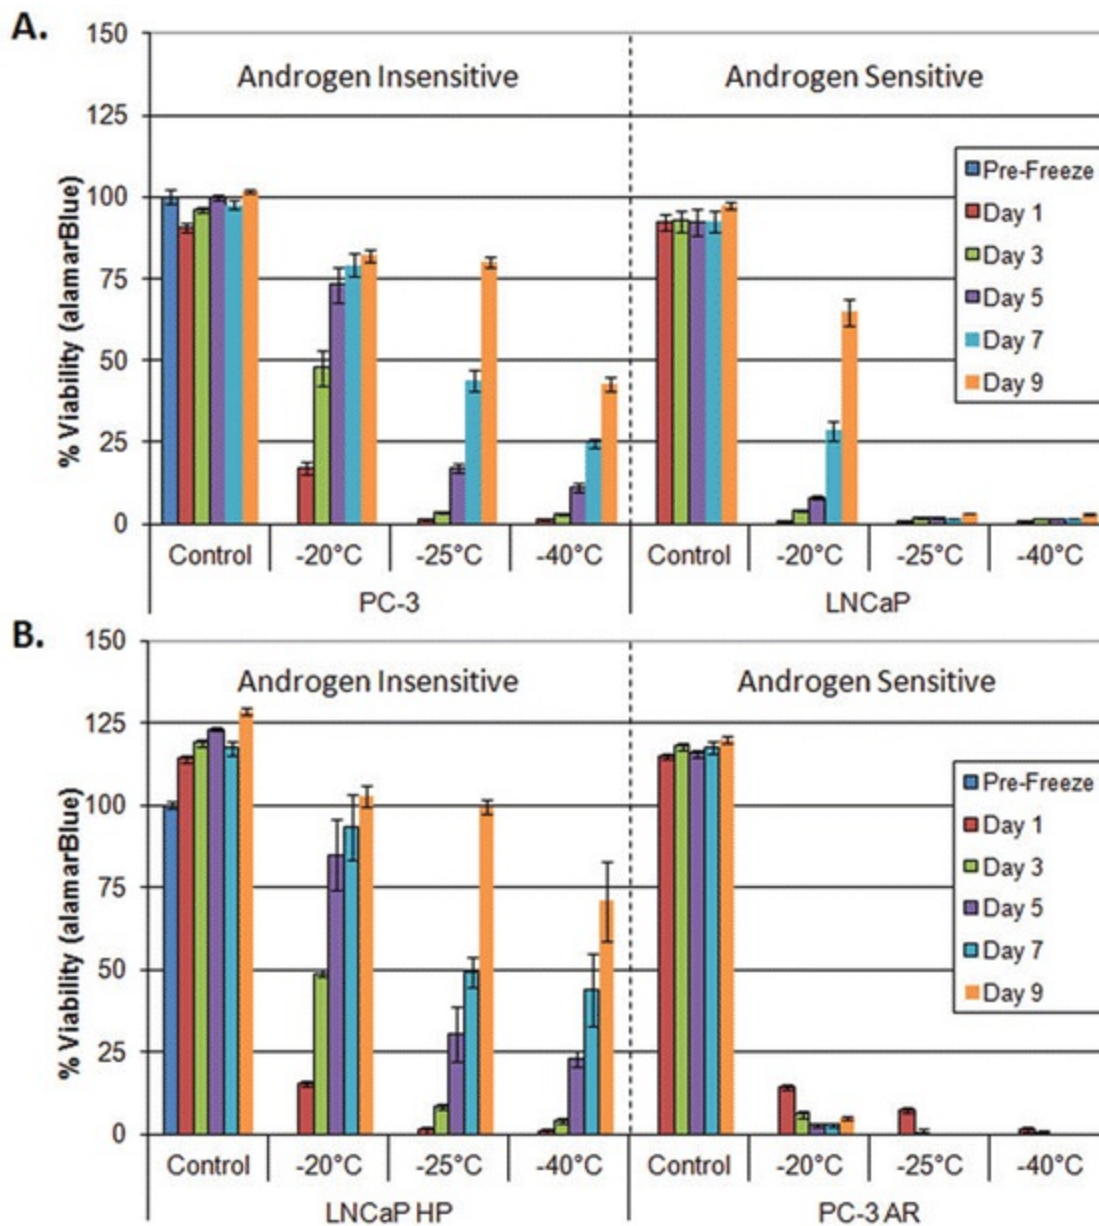 A.
150
Androgen Insensitive Androgen Sensitive
125
Pre-Freeze
100
Day 1
Day 3
75
Day 5
50
Day 7
Day 9
25
0
% Viability (alamarBlue)
Control -20°C -25°C -40°C Control -20°C -25°C -40°C
PC-3 LNCaP
B.
150
Androgen Insensitive Androgen Sensitive
125
Pre-Freeze
100
Day 1
Day 3
75
Day 5
50
Day 7
Day 9
25
0
% Viability (alamarBlue)
Control -20°C -25°C -40°C Control -20°C -25°C -40°C
LNCaP HP PC-3 AR